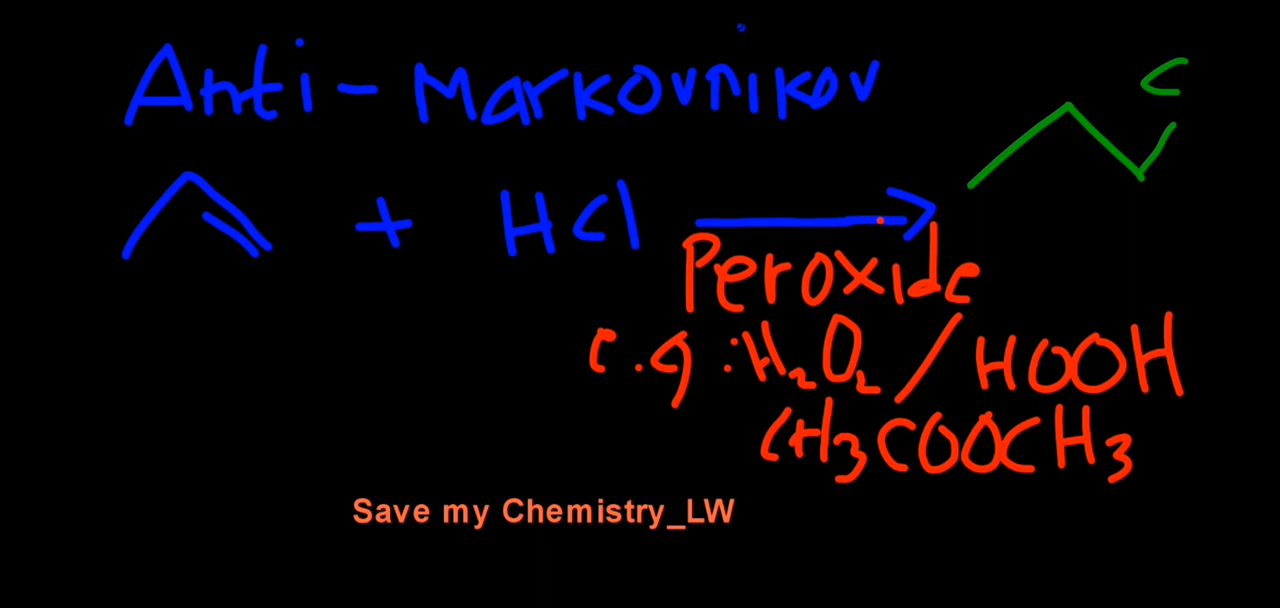 Anti-Markovnikov
C
+ HCl
Peroxide
e.g : H₂O₂ / HOOH
CH₃COOCH₃
Save my Chemistry_LW